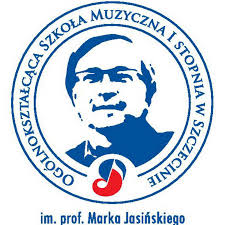 OGÓLNOKSZTAŁCĄCA SZKOŁA MUZYCZNA I STOPNIA W SZCZECINIE
im. prof. Marka Jasińskiego